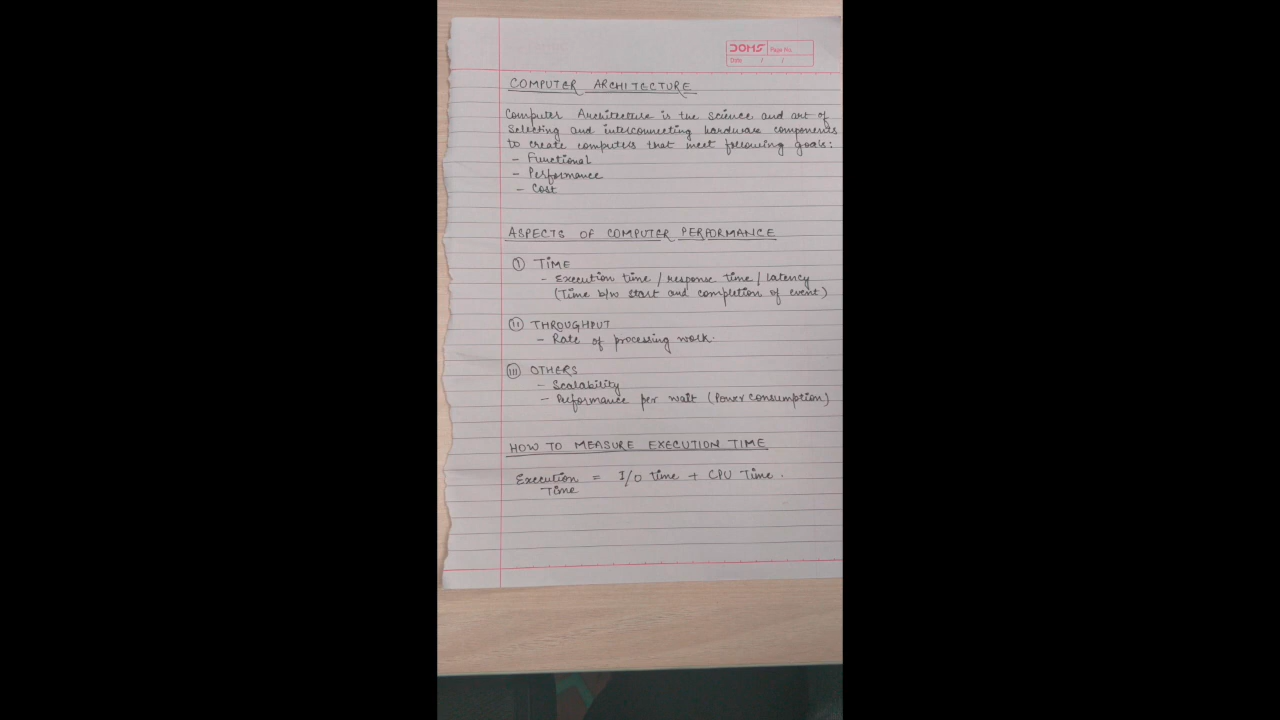 DOMS Page No.
Date / /
COMPUTER ARCHITECTURE
Computer Architecture is the science and art of
selecting and interconnecting hardware components
to create computers that meet following goals:
- Functional
- Performance
- Cost
ASPECTS OF COMPUTER PERFORMANCE
(I) TIME
- Execution time / response time / latency
(Time b/w start and completion of event)
(II) THROUGHPUT
- Rate of processing work.
(III) OTHERS
- Scalability
- Performance per watt (Power consumption)
HOW TO MEASURE EXECUTION TIME
Execution = I/O time + CPU Time.
Time